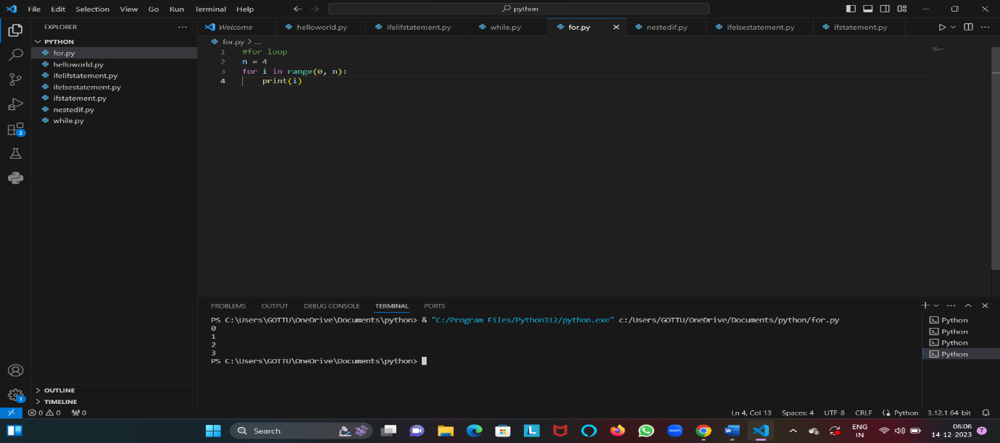 File Edit Selection View Go Run Terminal Help
python
EXPLORER
Welcome
helloworld.py
ifelifstatement.py
while.py
for.py
nestedif.py
ifelsestatement.py
ifstatement.py
PYTHON
for.py
helloworld.py
ifelifstatement.py
ifelsestatement.py
ifstatement.py
nestedif.py
while.py
for.py > ...
1 #for loop
2 n = 4
3 for i in range(0, n):
4 print(i)
PROBLEMS OUTPUT DEBUG CONSOLE TERMINAL PORTS
PS C:\Users\GOTTU\OneDrive\Documents\python> & "C:/Program Files/Python312/python.exe" c:/Users/GOTTU/OneDrive/Documents/python/for.py
0
1
2
3
PS C:\Users\GOTTU\OneDrive\Documents\python>
Python
Python
Python
Python
2
1
OUTLINE
TIMELINE
0 0 0
Ln 4, Col 13 Spaces: 4 UTF-8 CRLF Python 3.12.1 64-bit
Search
L
zoom
W
ENG
IN
06:06
14-12-2023
7